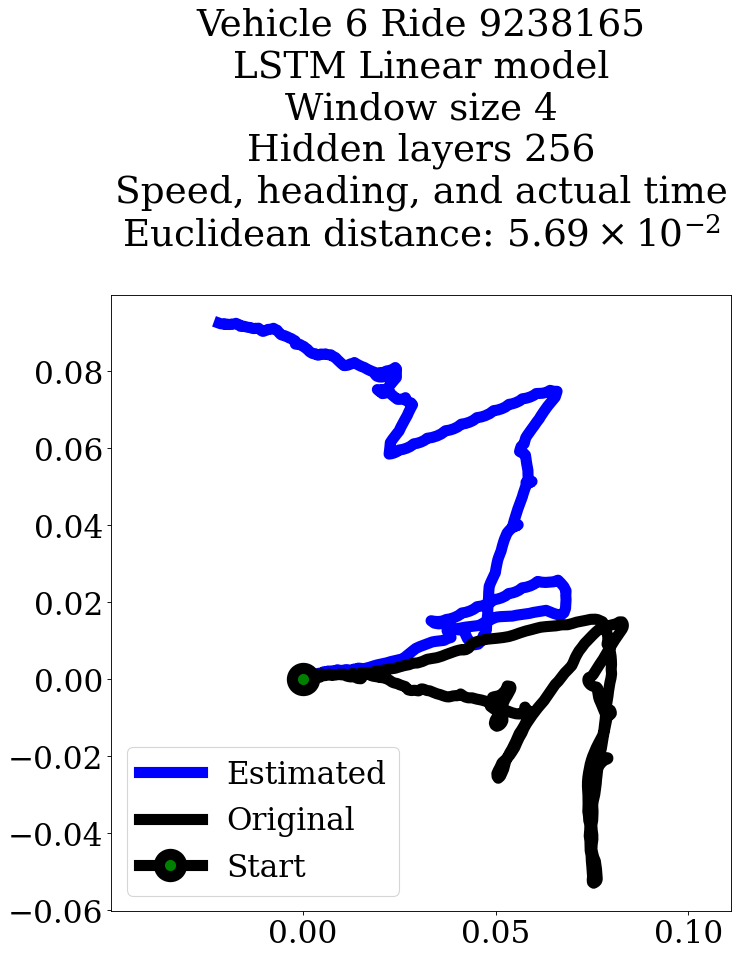 Vehicle 6 Ride 9238165
LSTM Linear model
Window size 4
Hidden layers 256
Speed, heading, and actual time
Euclidean distance: 5.69 × 10⁻²
0.08
0.06
0.04
0.02
0.00
−0.02
−0.04
−0.06
Estimated
Original
Start
0.00 0.05 0.10